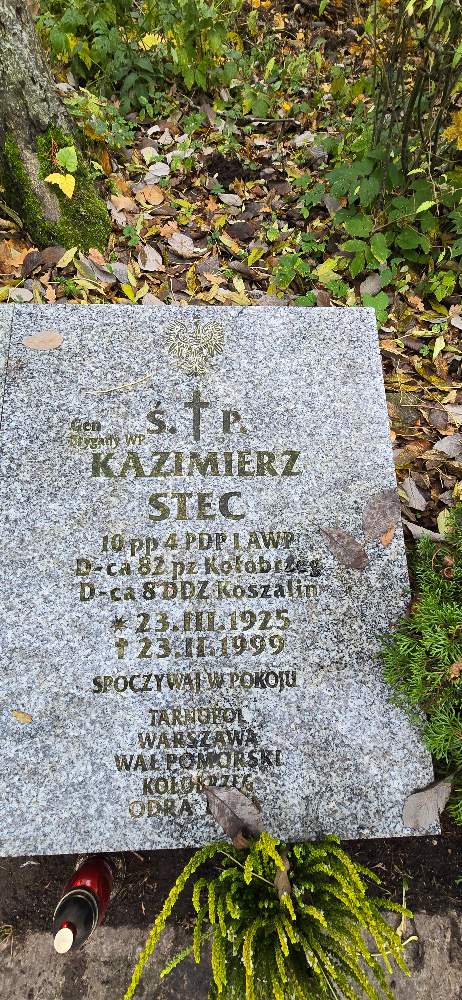 Gen
Brygady WP
Ś. † P.
KAZIMIERZ
STEC
10 pp 4 PDP I AWP
D-ca 82 pz Kołobrzeg
D-ca 8 DDZ Koszalin
* 23.III.1925
† 23.II.1999
SPOCZYWAJ W POKOJU
TARNOPOL
WARSZAWA
WAŁ POMORSKI
KOŁOBRZEG
ODRA